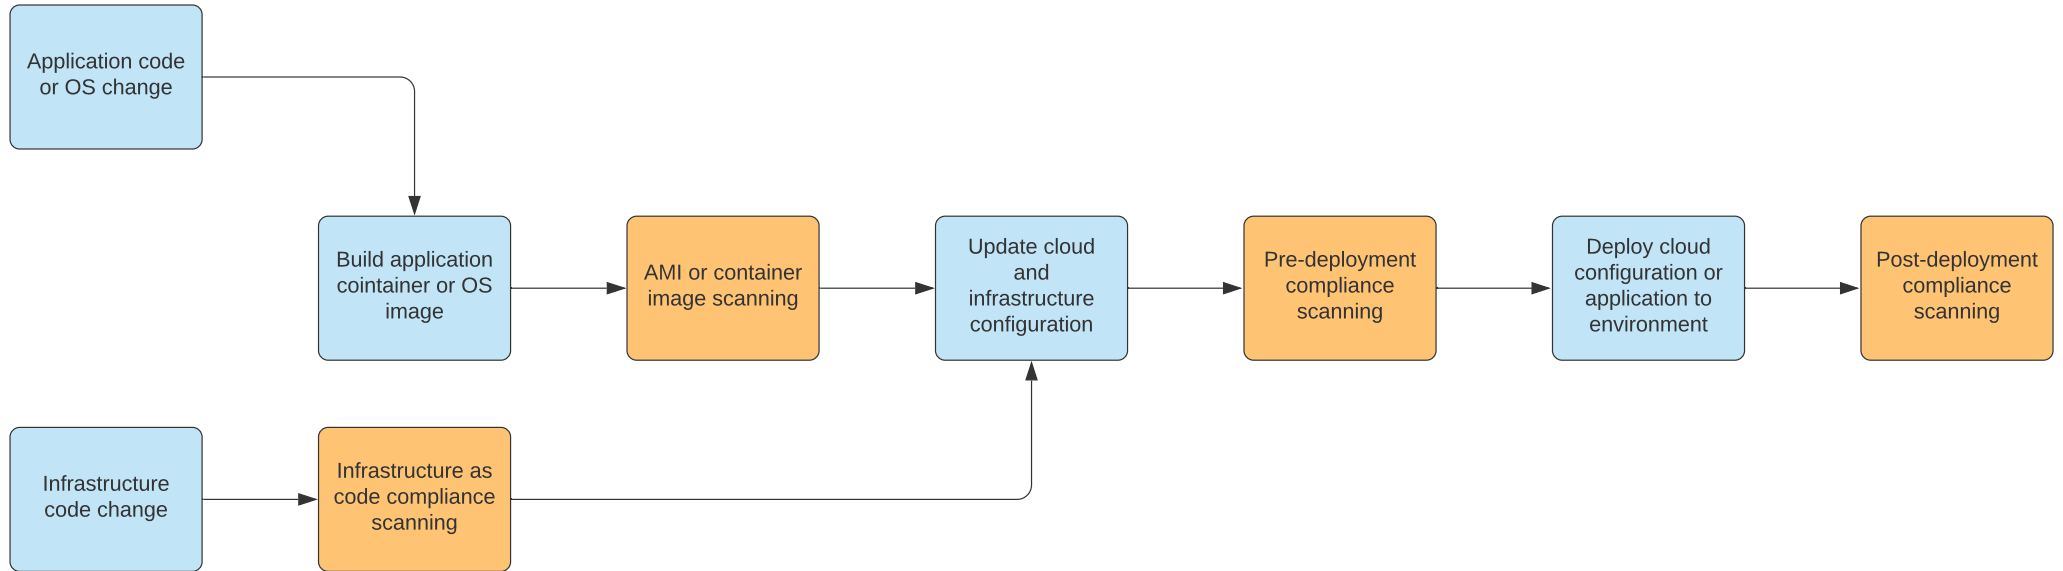 Application code
or OS change
Build application
cointainer or OS
image
AMI or container
image scanning
Update cloud
and
infrastructure
configuration
Pre-deployment
compliance
scanning
Deploy cloud
configuration or
application to
environment
Post-deployment
compliance
scanning
Infrastructure
code change
Infrastructure as
code compliance
scanning